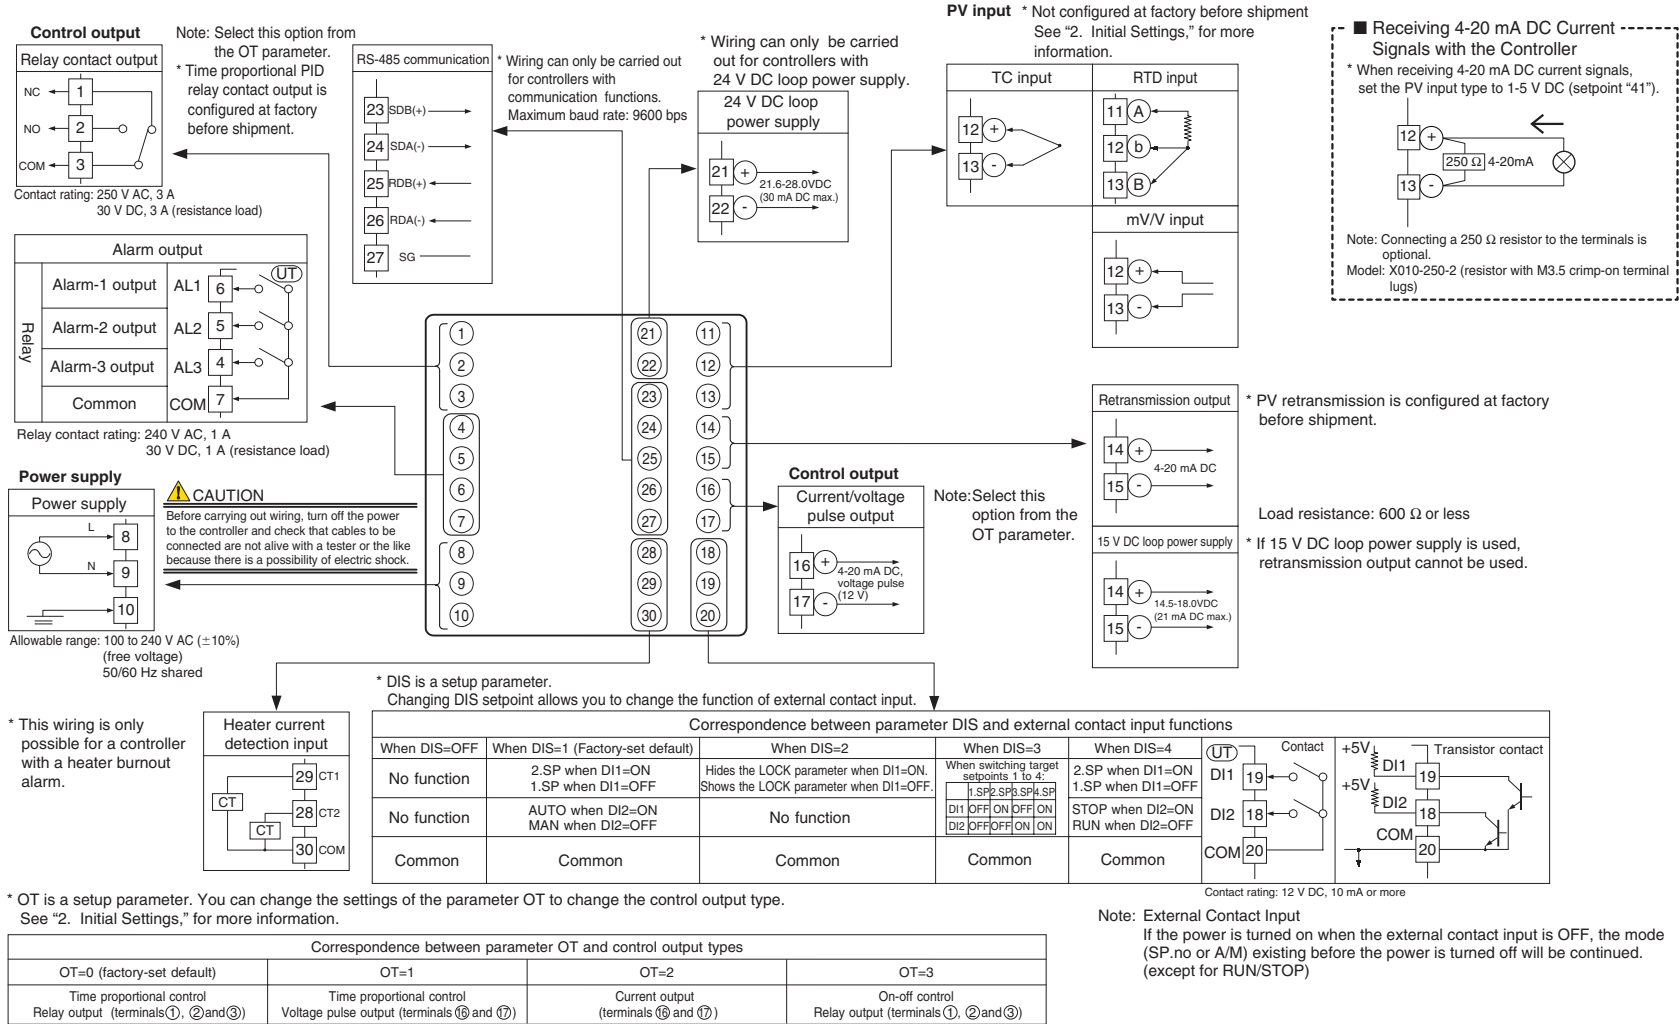 Control output
Relay contact output
NC
1
NO
2
COM
3
Contact rating: 250 V AC, 3 A
30 V DC, 3 A (resistance load)
Note: Select this option from
the OT parameter.
* Time proportional PID
relay contact output is
configured at factory
before shipment.
RS-485 communication
23 SDB(+)
24 SDA(-)
25 RDB(+)
26 RDA(-)
27 SG
* Wiring can only be carried out
for controllers with
communication functions.
Maximum baud rate: 9600 bps
* Wiring can only be carried
out for controllers with
24 V DC loop power supply.
24 V DC loop
power supply
21 +
21.6-28.0VDC
(30 mA DC max.)
22 -
PV input * Not configured at factory before shipment
See “2. Initial Settings,” for more
information.
TC input
12 +
13 -
RTD input
11 A
12 b
13 B
mV/V input
12 +
13 -
■ Receiving 4-20 mA DC Current
Signals with the Controller
* When receiving 4-20 mA DC current signals,
set the PV input type to 1-5 V DC (setpoint “41”).
12 +
250 Ω 4-20mA
13 -
Note: Connecting a 250 Ω resistor to the terminals is
optional.
Model: X010-250-2 (resistor with M3.5 crimp-on terminal
lugs)
Alarm output
Relay
Alarm-1 output AL1 6 UT
Alarm-2 output AL2 5
Alarm-3 output AL3 4
Common COM 7
Relay contact rating: 240 V AC, 1 A
30 V DC, 1 A (resistance load)
Power supply
Power supply
L 8
N 9
10
Allowable range: 100 to 240 V AC (±10%)
(free voltage)
50/60 Hz shared
CAUTION
Before carrying out wiring, turn off the power
to the controller and check that cables to be
connected are not alive with a tester or the like
because there is a possibility of electric shock.
1 21 11
2 22 12
3 23 13
4 24 14
5 25 15
6 26 16
7 27 17
8 28 18
9 29 19
10 30 20
Control output
Current/voltage
pulse output
16 +
4-20 mA DC,
voltage pulse
(12 V)
17 -
Note:Select this
option from the
OT parameter.
Retransmission output
14 +
4-20 mA DC
15 -
* PV retransmission is configured at factory
before shipment.
Load resistance: 600 Ω or less
15 V DC loop power supply
14 +
14.5-18.0VDC
(21 mA DC max.)
15 -
* If 15 V DC loop power supply is used,
retransmission output cannot be used.
* This wiring is only
possible for a controller
with a heater burnout
alarm.
Heater current
detection input
29 CT1
CT
28 CT2
CT
30 COM
* DIS is a setup parameter.
Changing DIS setpoint allows you to change the function of external contact input.
Correspondence between parameter DIS and external contact input functions
When DIS=OFF
When DIS=1 (Factory-set default)
When DIS=2
When DIS=3
When DIS=4
No function
2.SP when DI1=ON
1.SP when DI1=OFF
Hides the LOCK parameter when DI1=ON.
Shows the LOCK parameter when DI1=OFF.
When switching target
setpoints 1 to 4:
1.SP 2.SP 3.SP 4.SP
DI1 OFF ON OFF ON
DI2 OFF OFF ON ON
2.SP when DI1=ON
1.SP when DI1=OFF
No function
AUTO when DI2=ON
MAN when DI2=OFF
No function
STOP when DI2=ON
RUN when DI2=OFF
Common
Common
Common
Common
Common
UT Contact
DI1 19
DI2 18
COM 20
Transistor contact
+5V
DI1
19
+5V
DI2
18
COM
20
Contact rating: 12 V DC, 10 mA or more
* OT is a setup parameter. You can change the settings of the parameter OT to change the control output type.
See “2. Initial Settings,” for more information.
Correspondence between parameter OT and control output types
OT=0 (factory-set default)
OT=1
OT=2
OT=3
Time proportional control
Relay output (terminals①, ②and③)
Time proportional control
Voltage pulse output (terminals ⑯ and ⑰)
Current output
(terminals ⑯ and ⑰)
On-off control
Relay output (terminals①, ②and③)
Note: External Contact Input
If the power is turned on when the external contact input is OFF, the mode
(SP.no or A/M) existing before the power is turned off will be continued.
(except for RUN/STOP)